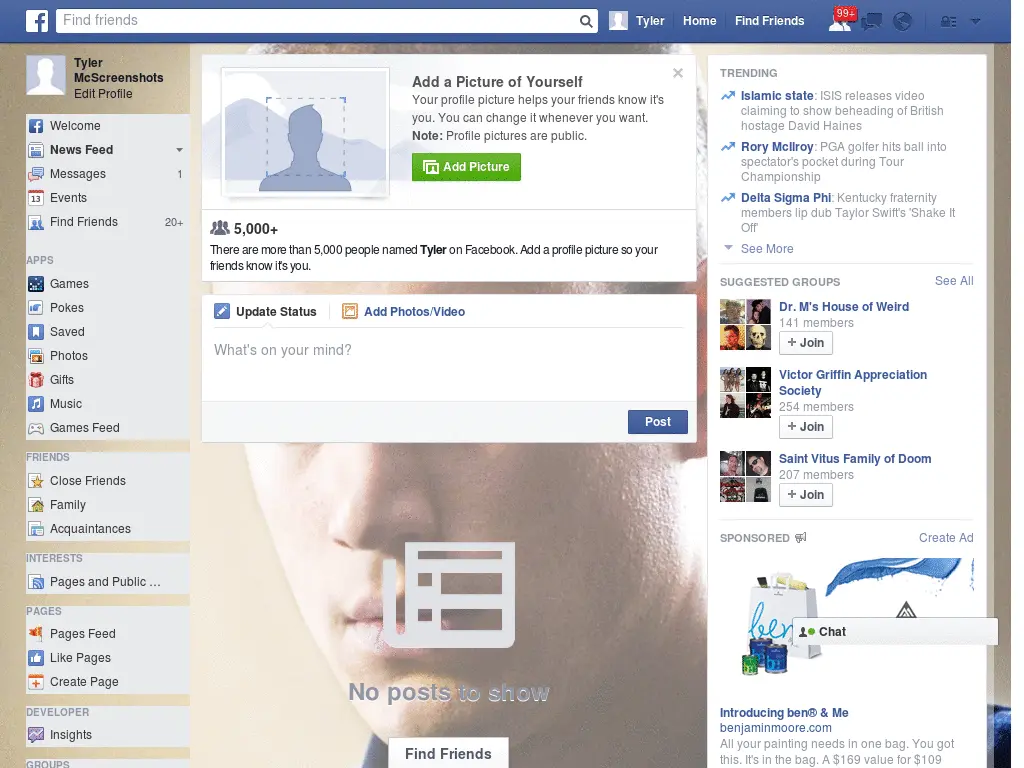 Find friends
Tyler
Home
Find Friends
99+
Tyler
McScreenshots
Edit Profile
Welcome
News Feed
Messages 1
13 Events
Find Friends 20+
APPS
Games
Pokes
Saved
Photos
Gifts
Music
Games Feed
FRIENDS
Close Friends
Family
Acquaintances
INTERESTS
Pages and Public ...
PAGES
Pages Feed
Like Pages
Create Page
DEVELOPER
Insights
GROUPS
Add a Picture of Yourself
Your profile picture helps your friends know it's
you. You can change it whenever you want.
Note: Profile pictures are public.
Add Picture
5,000+
There are more than 5,000 people named Tyler on Facebook. Add a profile picture so your
friends know it's you.
Update Status
Add Photos/Video
What's on your mind?
Post
No posts to show
Find Friends
TRENDING
Islamic state: ISIS releases video
claiming to show beheading of British
hostage David Haines
Rory McIlroy: PGA golfer hits ball into
spectator's pocket during Tour
Championship
Delta Sigma Phi: Kentucky fraternity
members lip dub Taylor Swift's 'Shake It
Off'
See More
SUGGESTED GROUPS See All
Dr. M's House of Weird
141 members
+ Join
Victor Griffin Appreciation
Society
254 members
+ Join
Saint Vitus Family of Doom
207 members
+ Join
SPONSORED Create Ad
ben
Chat
Introducing ben® & Me
benjaminmoore.com
All your painting needs in one bag. You got
this. It's in the bag. A $169 value for $109